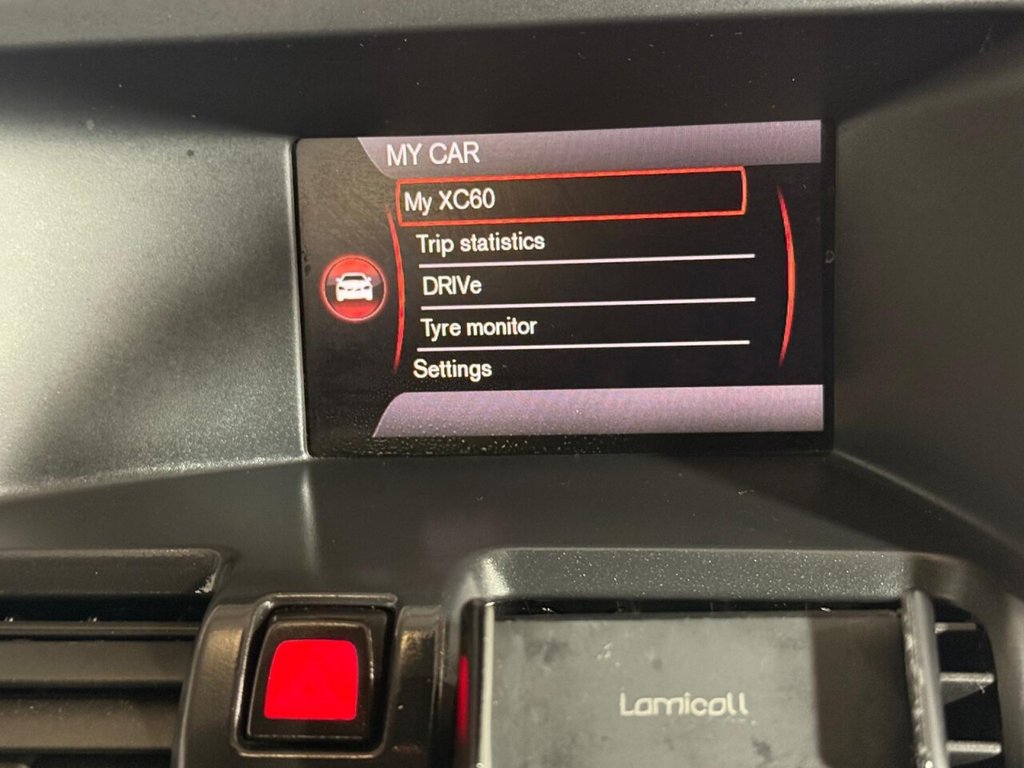 MY CAR
My XC60
Trip statistics
DRIVe
Tyre monitor
Settings
Lamicall